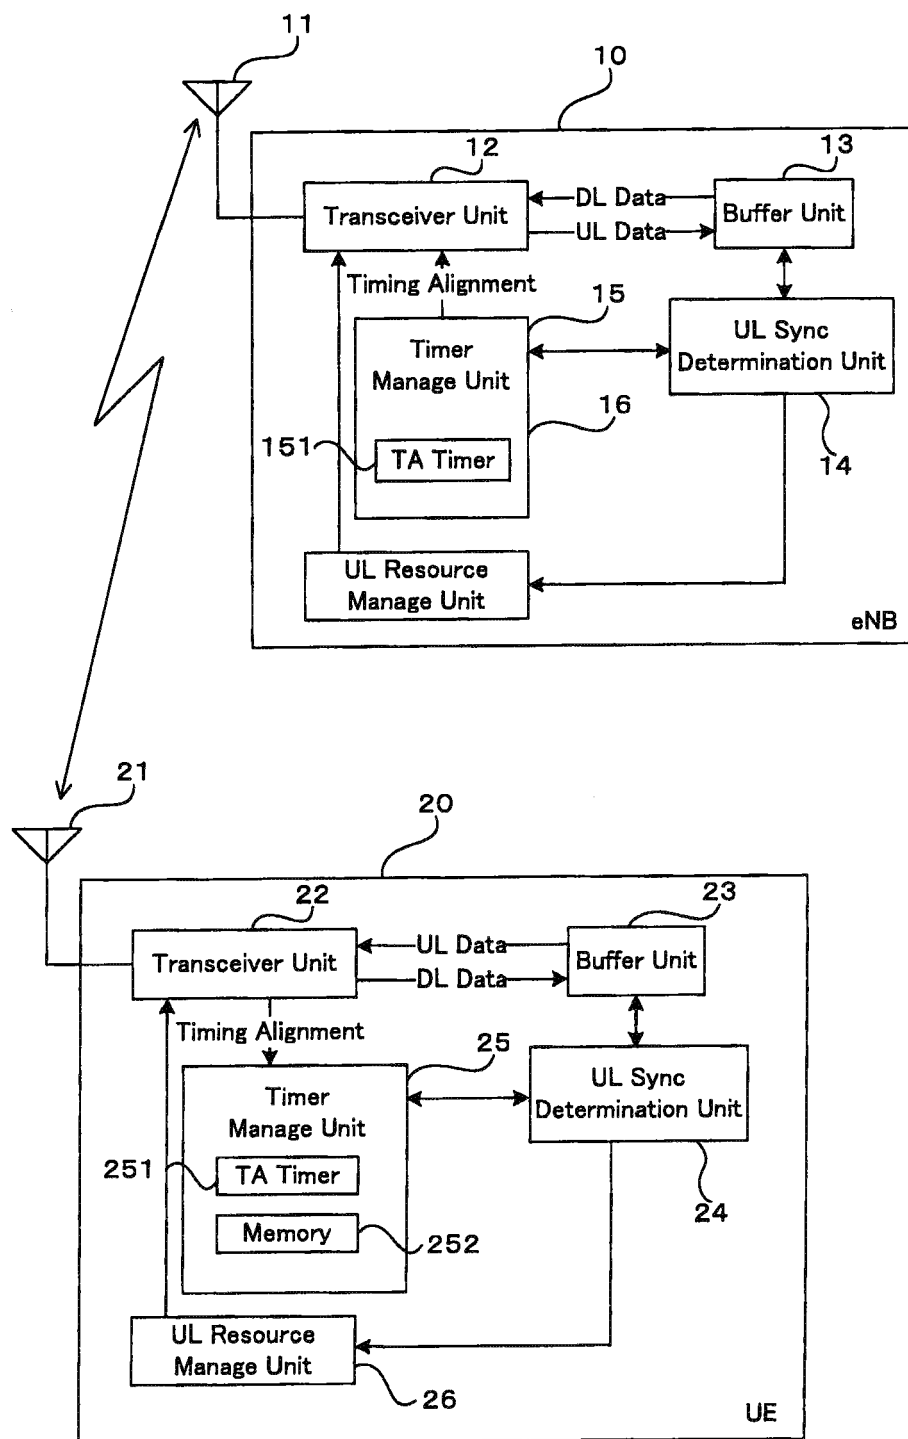 11
10
12
13
Transceiver Unit
DL Data
UL Data
Buffer Unit
Timing Alignment
15
Timer
Manage Unit
UL Sync
Determination Unit
16
151
TA Timer
14
UL Resource
Manage Unit
eNB
21
20
22
23
Transceiver Unit
UL Data
DL Data
Buffer Unit
Timing Alignment
25
Timer
Manage Unit
UL Sync
Determination Unit
251
TA Timer
24
Memory
252
UL Resource
Manage Unit
26
UE